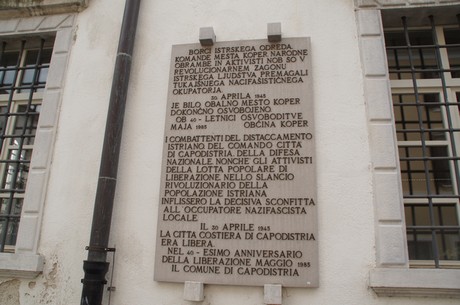 BORCI ISTRSKEGA ODREDA
KOMANDE MESTA KOPER NARODNE
OBRAMBE IN AKTIVISTI NOB SO V
REVOLUCIONARNEM ZAGONU
ISTRSKEGA LJUDSTVA PREMAGALI
TUKAJŠNJEGA NACIFAŠISTIČNEGA
OKUPATORJA.
30 APRILA 1945
JE BILO OBALNO MESTO KOPER
DOKONČNO OSVOBOJENO.
OB 40 - LETNICI OSVOBODITVE
MAJA 1985 OBČINA KOPER
I COMBATTENTI DEL DISTACCAMENTO
ISTRIANO DEL COMANDO CITTÀ
DI CAPODISTRIA DELLA DIFESA
NAZIONALE NONCHE GLI ATTIVISTI
DELLA LOTTA POPOLARE DI
LIBERAZIONE NELLO SLANCIO
RIVOLUZIONARIO DELLA
POPOLAZIONE ISTRIANA
INFLISSERO LA DECISIVA SCONFITTA
ALL'OCCUPATORE NAZIFASCISTA
LOCALE.
IL 30 APRILE 1945
LA CITTÀ COSTIERA DI CAPODISTRIA
ERA LIBERA.
NEL 40 - ESIMO ANNIVERSARIO
DELLA LIBERAZIONE MAGGIO 1985
IL COMUNE DI CAPODISTRIA